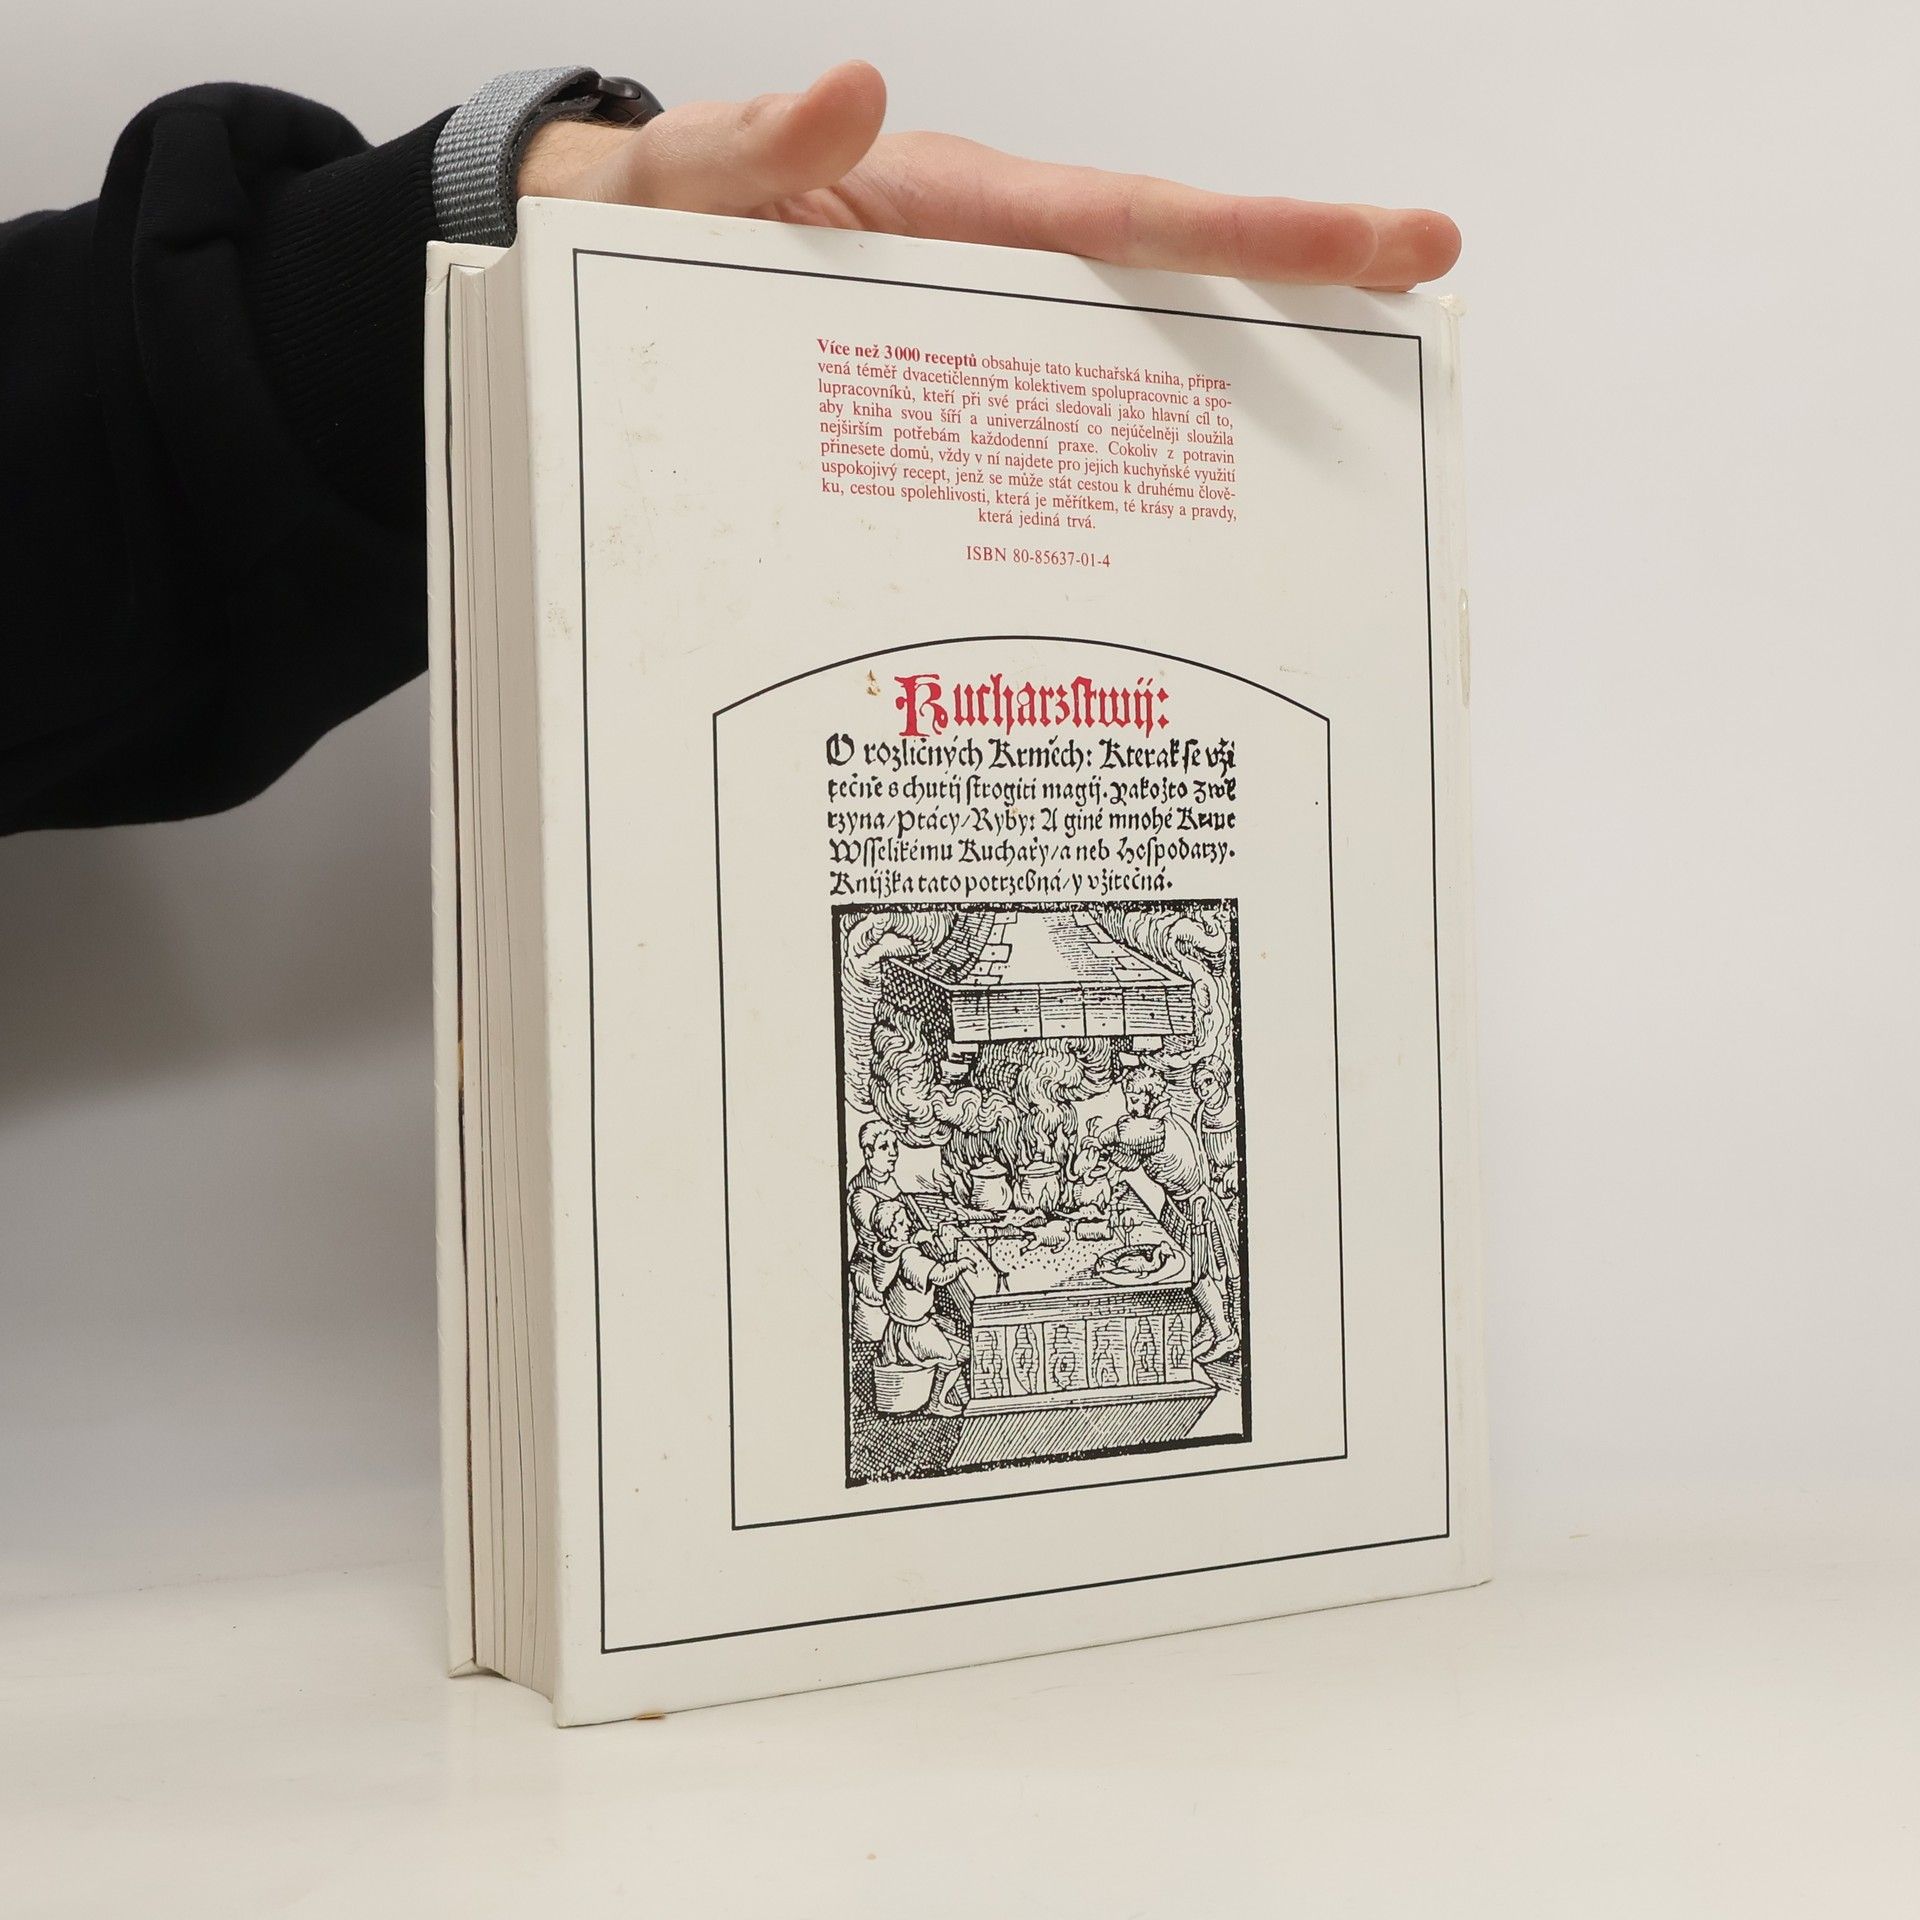 Více než 3000 receptů obsahuje tato kuchařská kniha, připra-
vená téměř dvacetičlenným kolektivem spolupracovnic a spo-
lupracovníků, kteří při své práci sledovali jako hlavní cíl to,
aby kniha svou šíří a univerzálností co nejúčelněji sloužila
nejširším potřebám každodenní praxe. Cokoliv z potravin
přinesete domů, vždy v ní najdete pro jejich kuchyňské využití
uspokojivý recept, jenž se může stát cestou k druhému člově-
ku, cestou spolehlivosti, která je měřítkem, té krásy a pravdy,
která jediná trvá.
ISBN 80-85637-01-4
Kucharzstwij:
O rozličných Krměch: Kterak se vži
tečně s chutij strogiti magij. Yakožto Zwě
rzyna/Ptácy/Ryby: A giné mnohé Krme
Wsselikému Kuchařy/a neb Hospodarzy.
Knijžka tato potrzebná/y vžitečná.